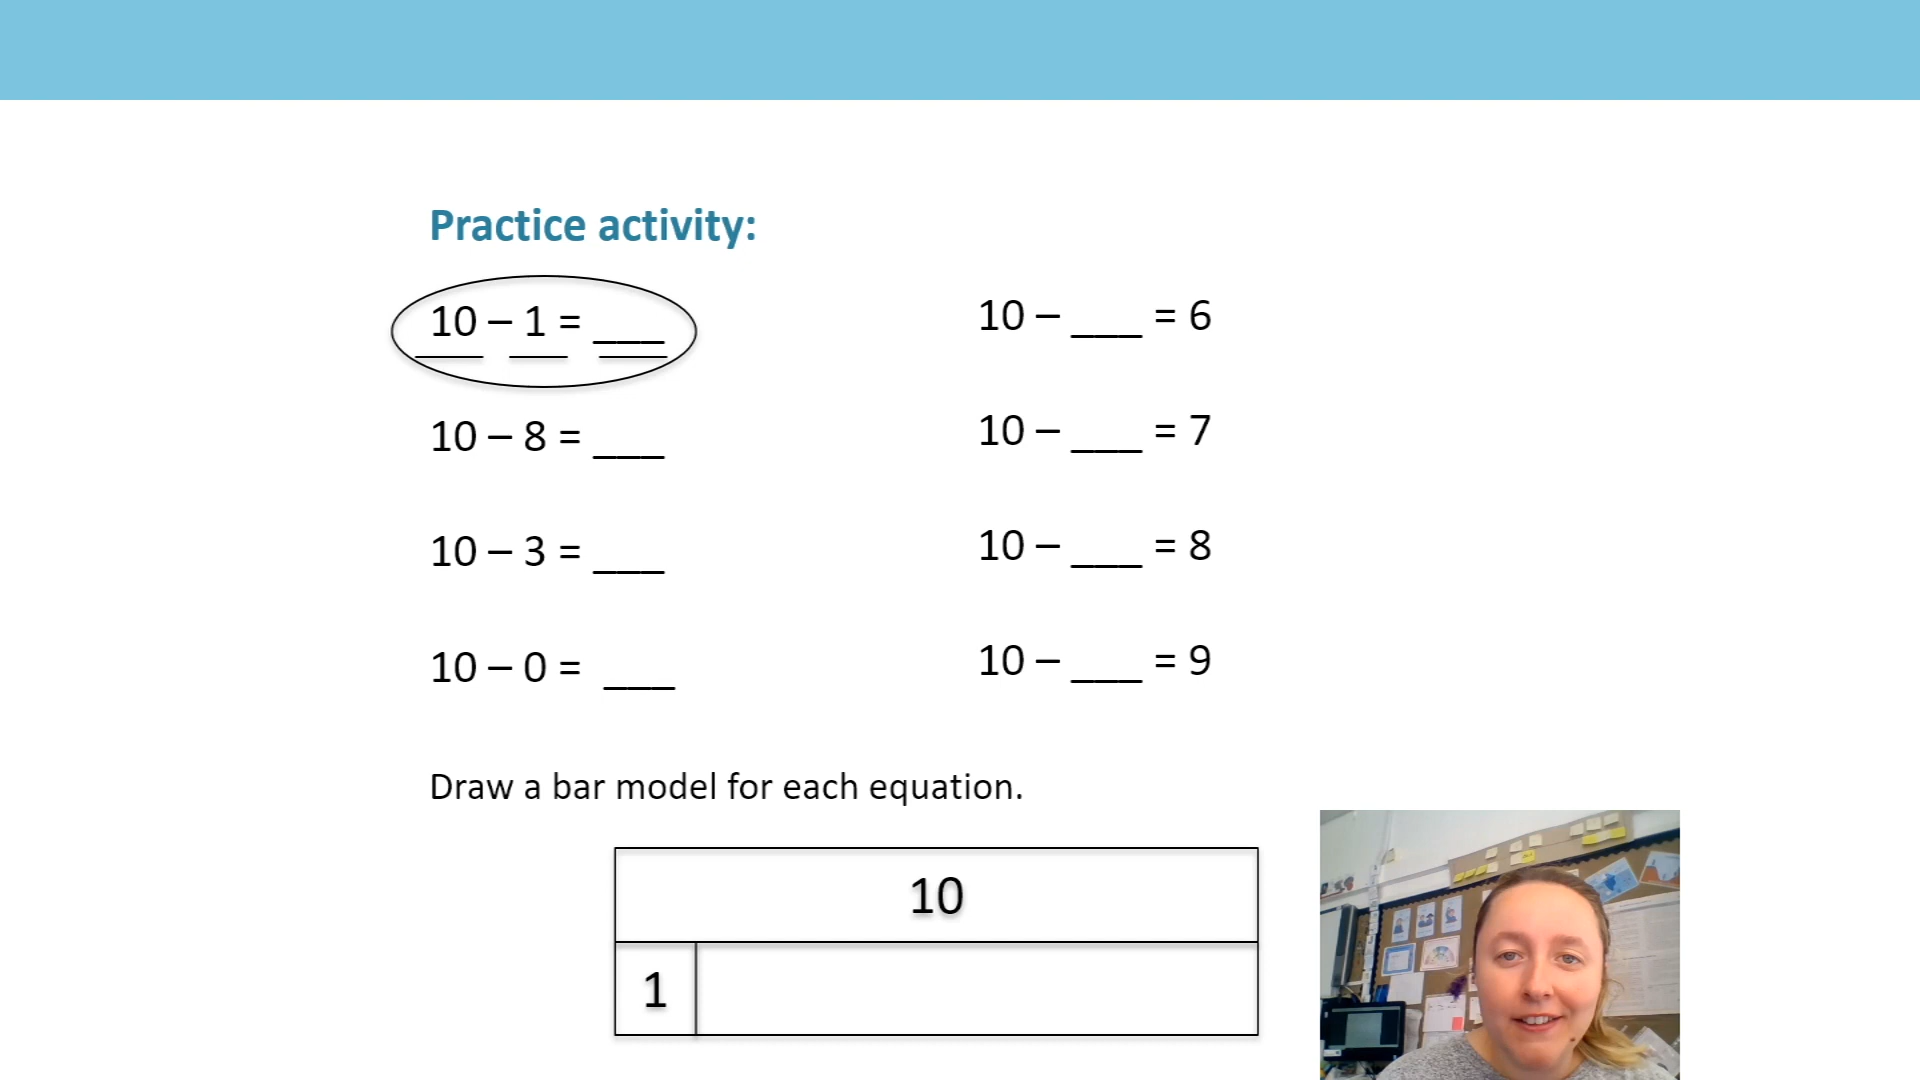 Practice activity:
10 – 1 = ___
10 – 8 = ___
10 – 3 = ___
10 – 0 = ___
10 – ___ = 6
10 – ___ = 7
10 – ___ = 8
10 – ___ = 9
Draw a bar model for each equation.
10
1